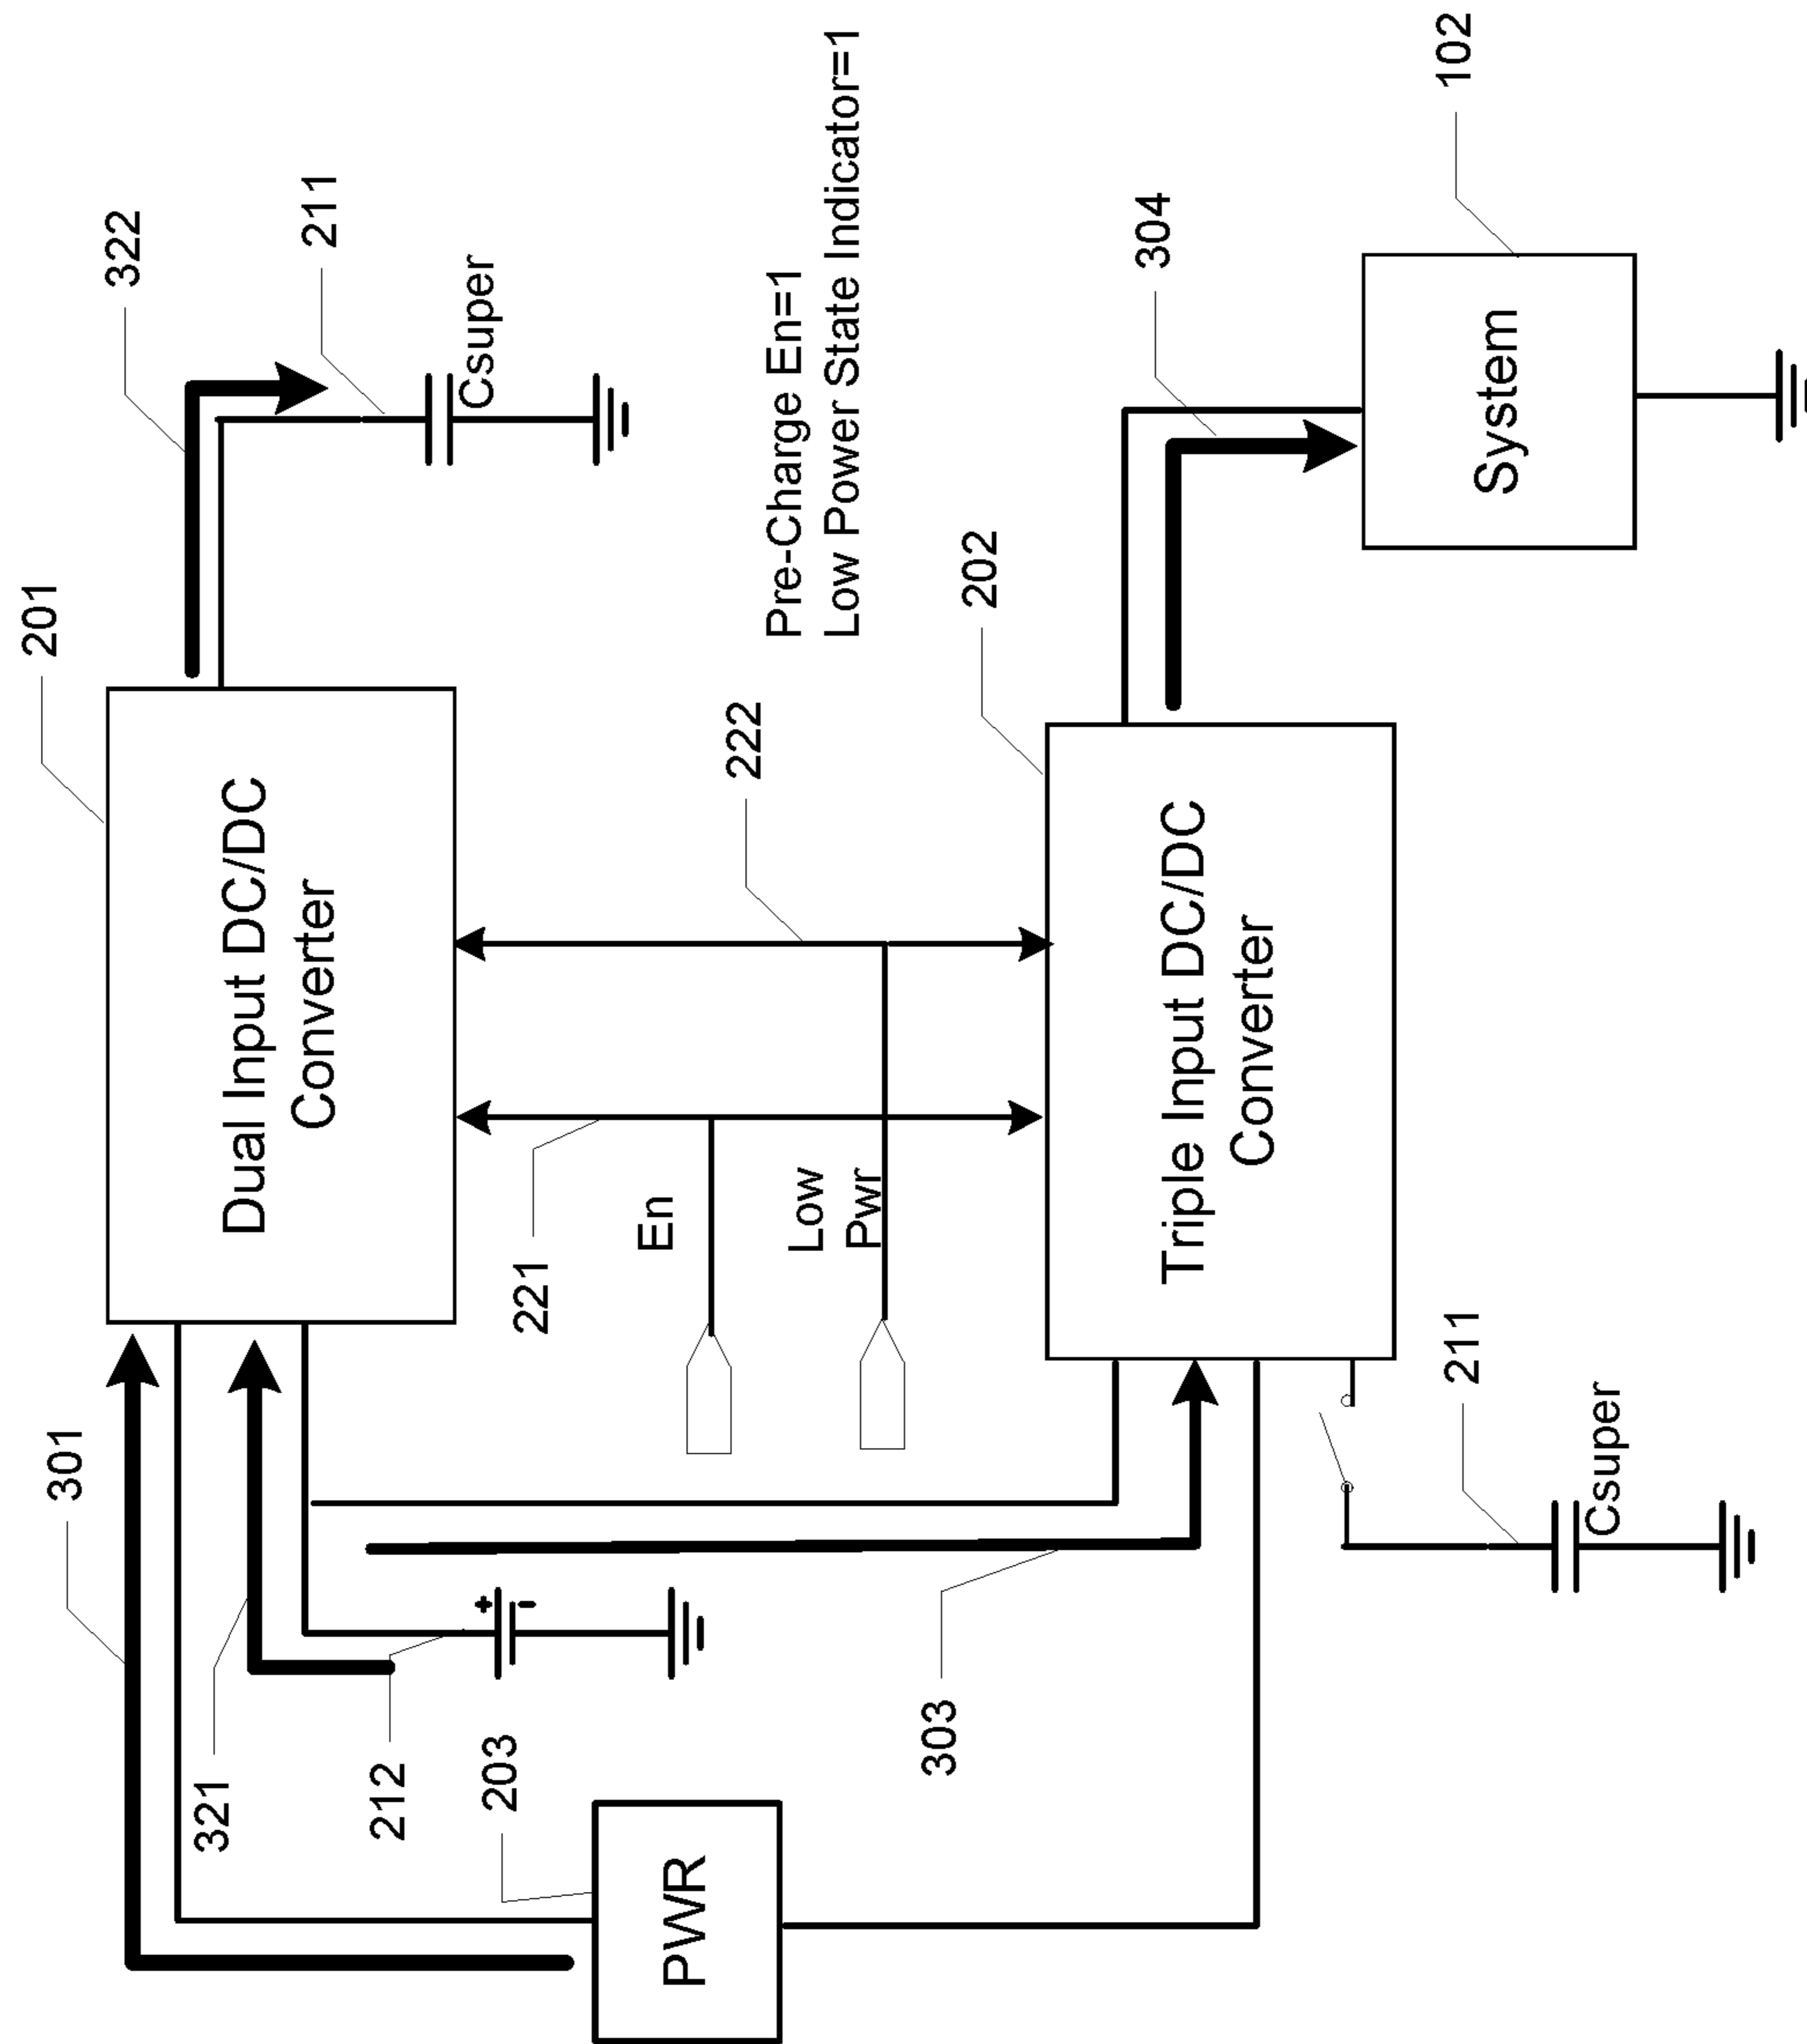 301
201
322
321
Dual Input DC/DC
Converter
211
212
Csuper
203
221
En
222
Pre-Charge En=1
Low Power State Indicator=1
Low
Pwr
PWR
303
202
304
Triple Input DC/DC
Converter
102
211
System
Csuper